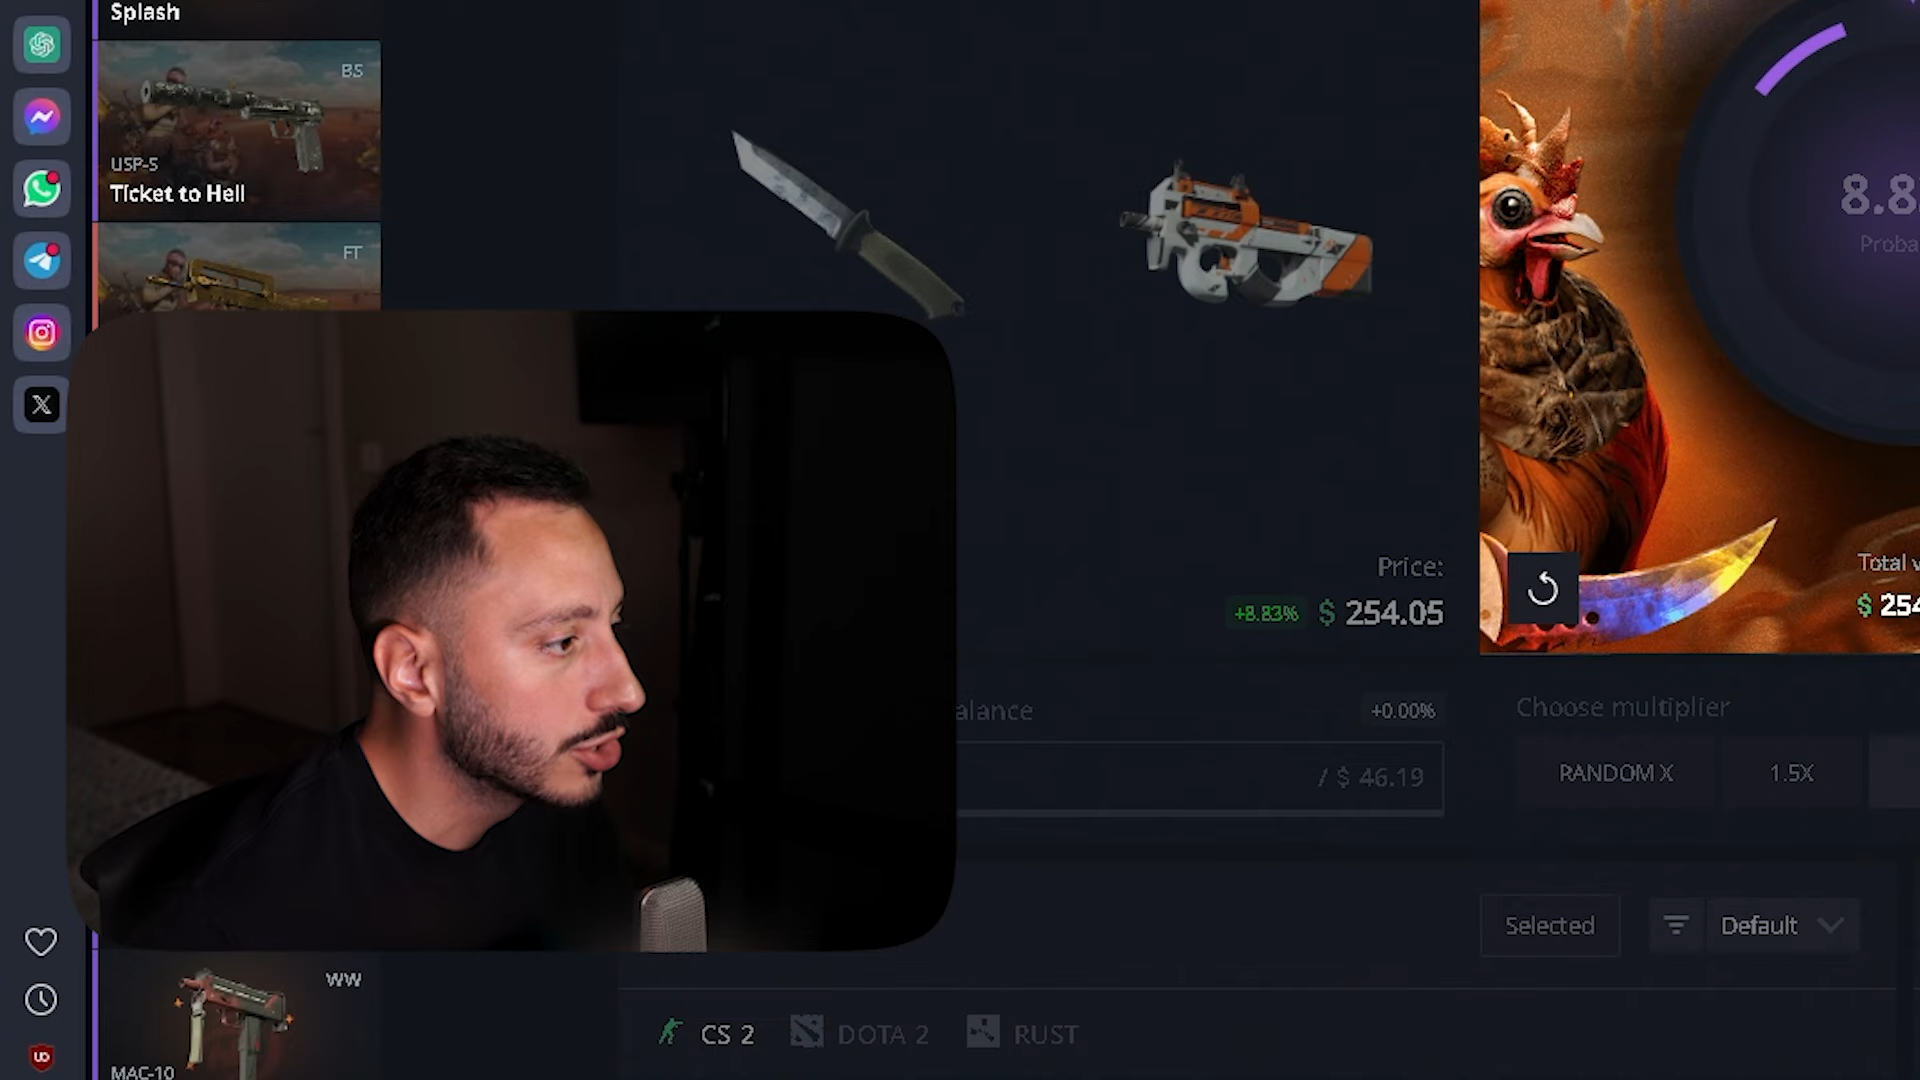 Splash
BS
USP-S
Ticket to Hell
FT
Price:
+8.83% $ 254.05
alance
+0.00%
/ $ 46.19
Choose multiplier
RANDOM X
1.5X
8.8
Proba
Total v
$ 254
Selected
Default
WW
MAC-10
CS 2
DOTA 2
RUST
UO